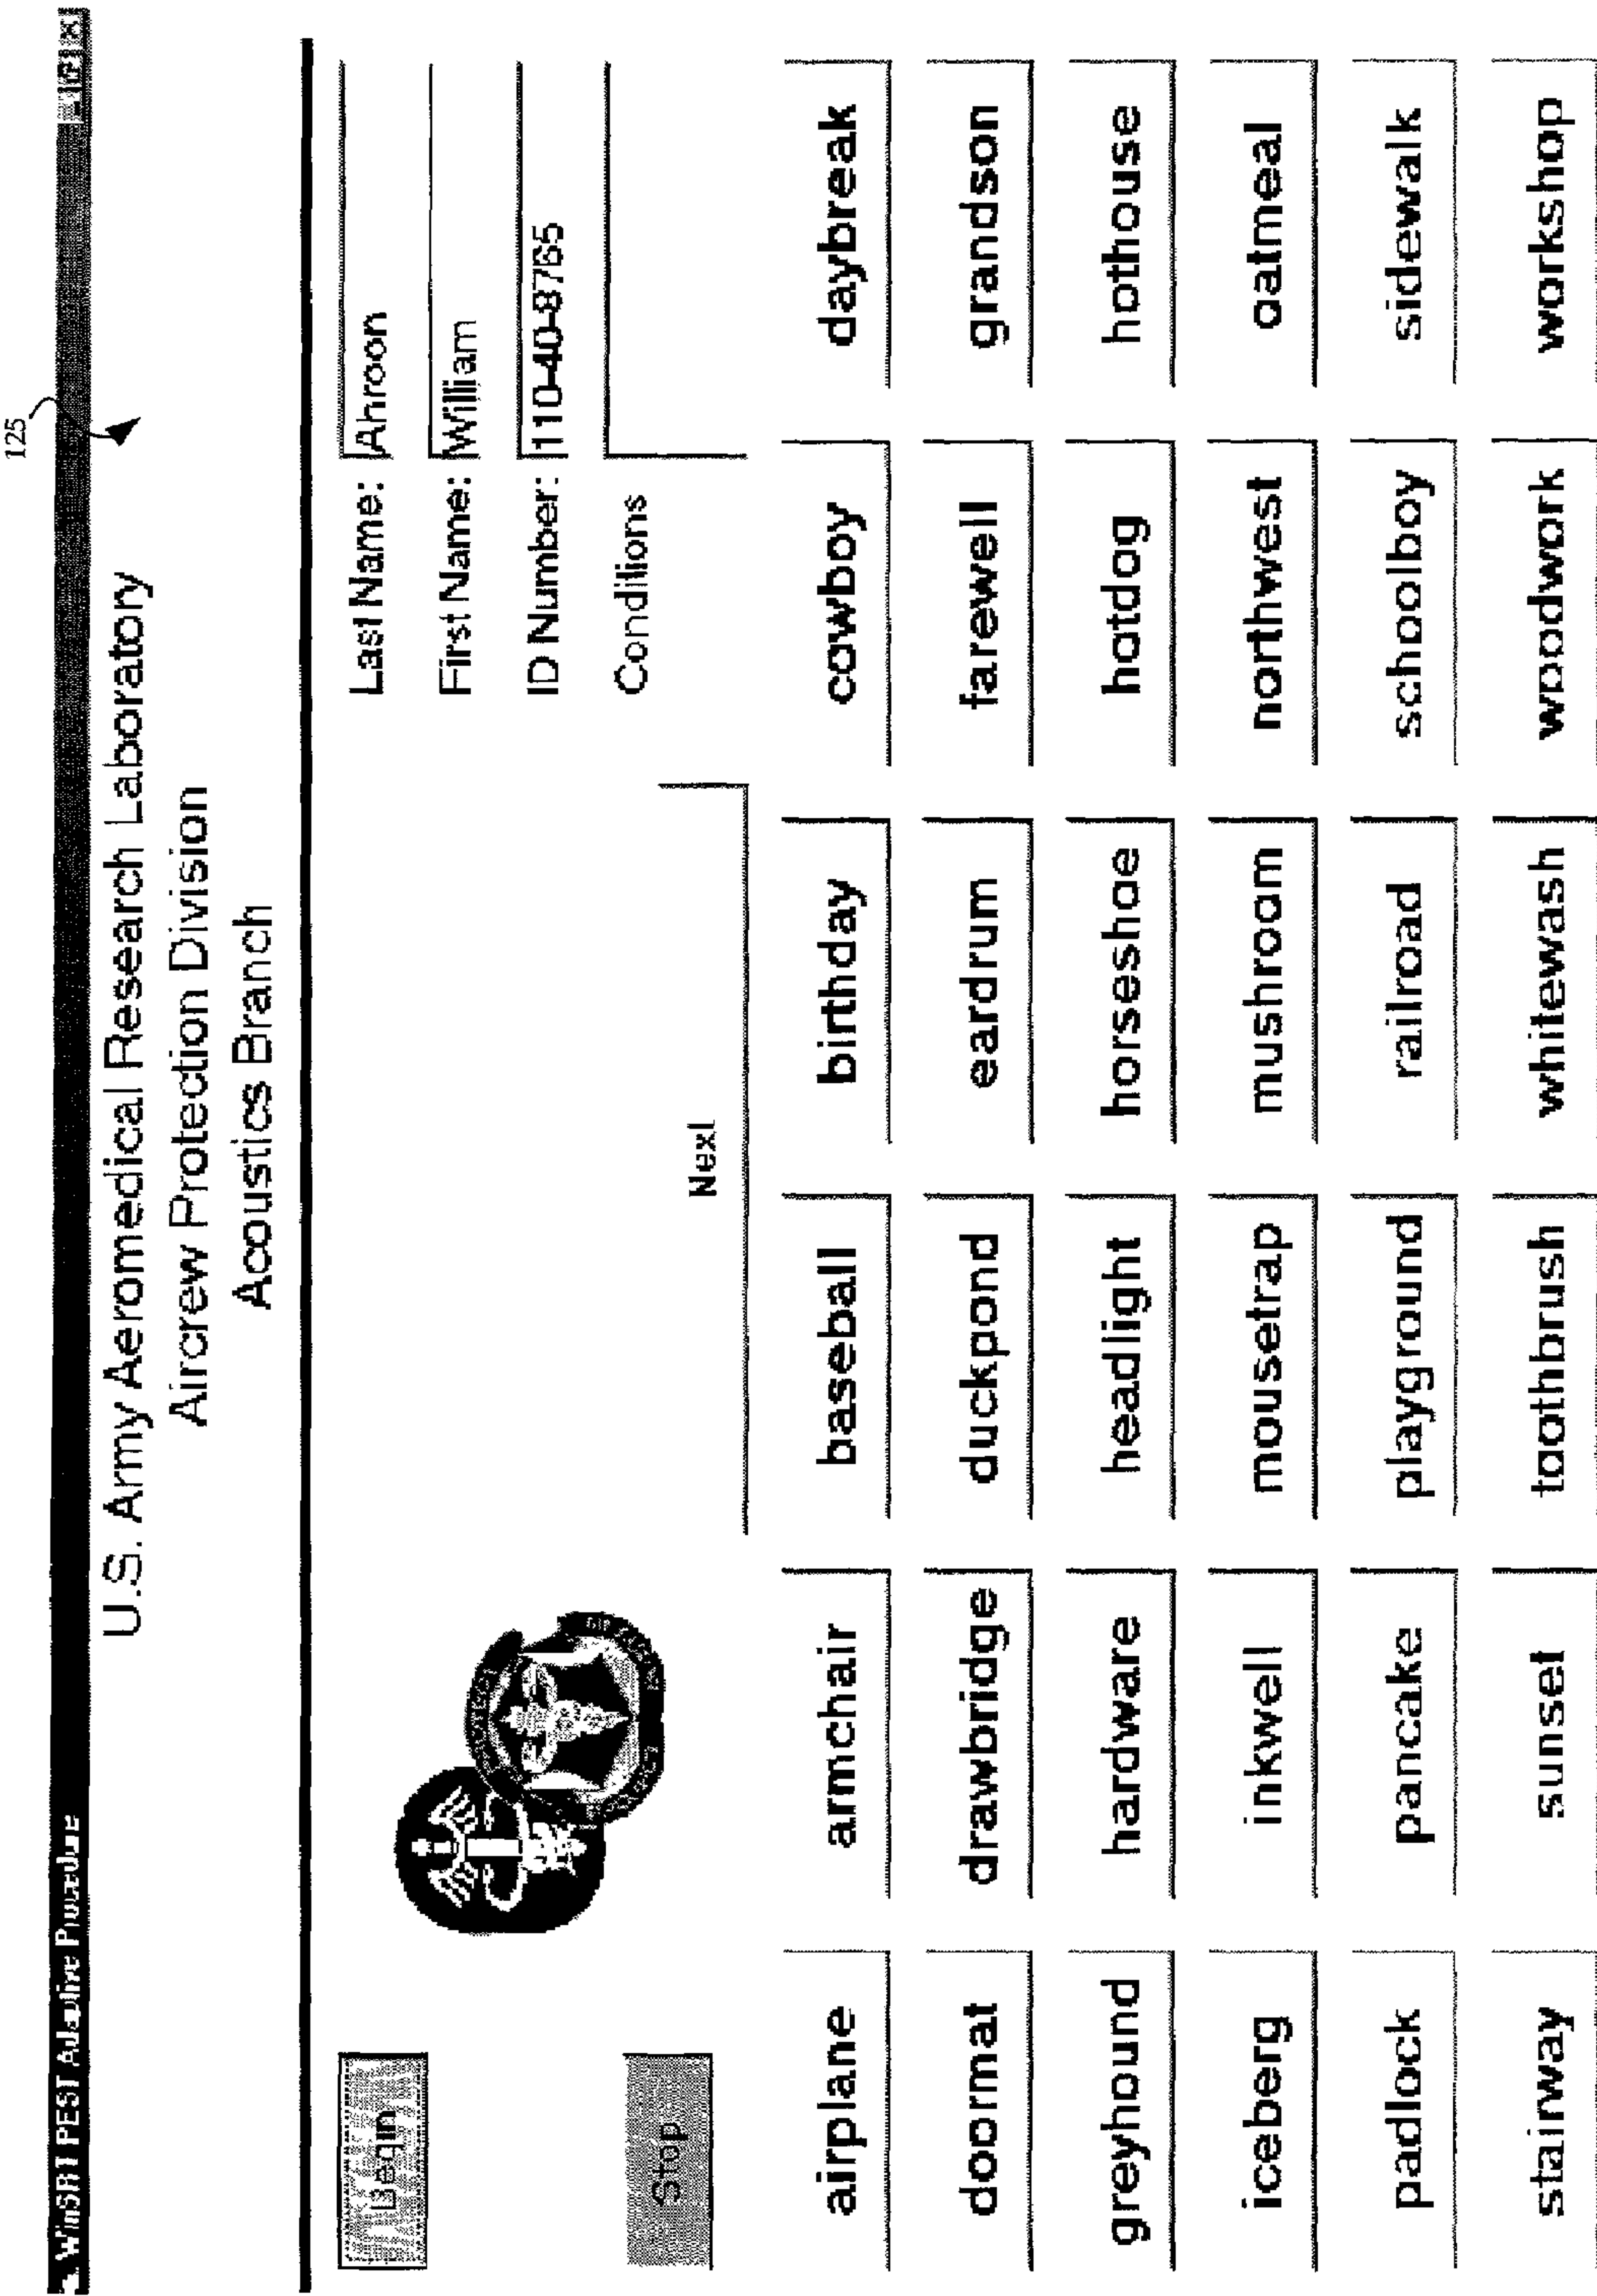 125
WinSRT PEST Adaptive Procedure
U.S. Army Aeromedical Research Laboratory
Aircrew Protection Division
Acoustics Branch
Begin
Stop
Next
Last Name: Ahroon
First Name: William
ID Number: 110-40-8765
Conditions
airplane armchair baseball birthday cowboy daybreak
doormat drawbridge duckpond eardrum farewell grandson
greyhound hardware headlight horseshoe hotdog hothouse
iceberg inkwell mousetrap mushroom northwest oatmeal
padlock pancake playground railroad schoolboy sidewalk
stairway sunset toothbrush whitewash woodwork workshop